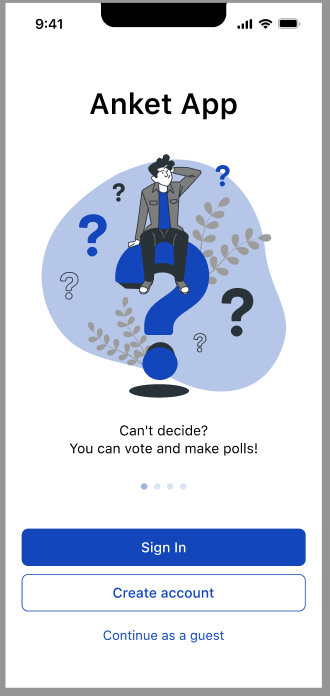 9:41
Anket App
Can't decide?
You can vote and make polls!
Sign In
Create account
Continue as a guest